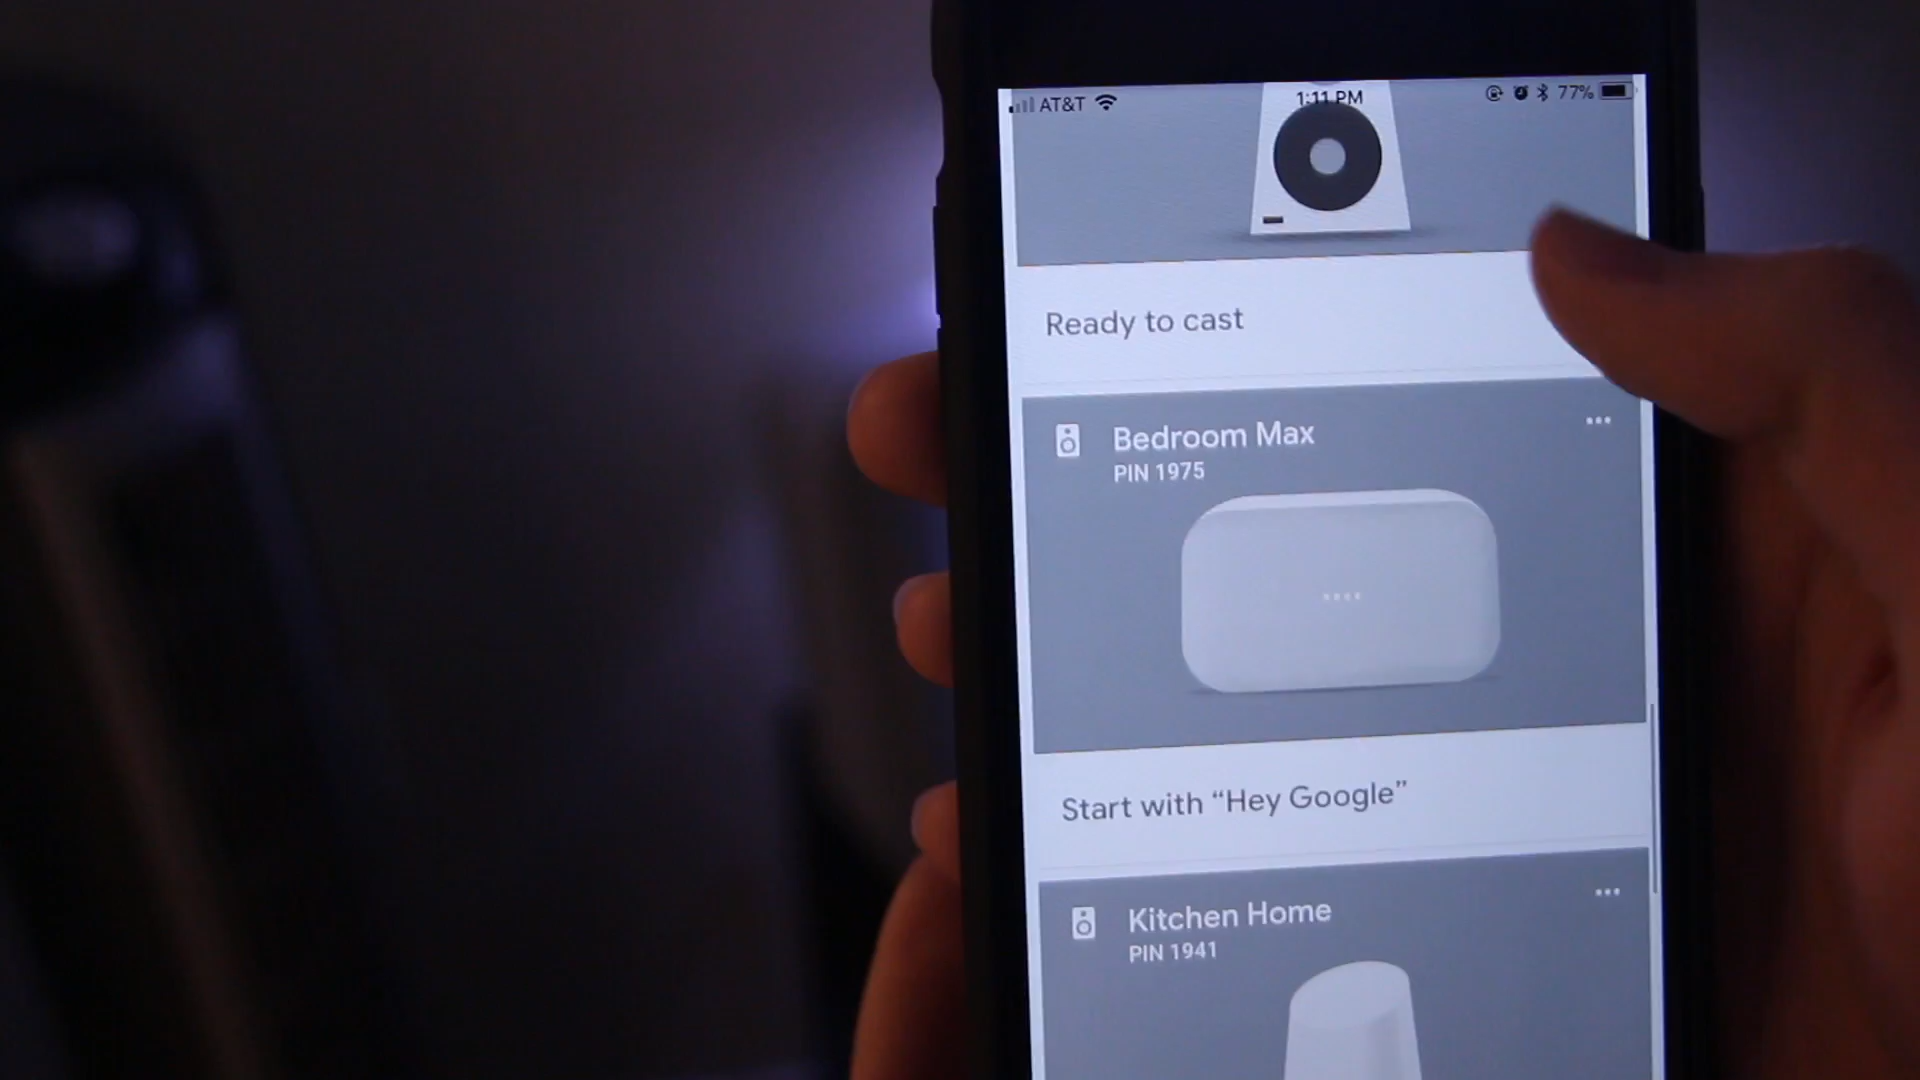 AT&T 1:11 PM 77%
Ready to cast
Bedroom Max
PIN 1975
Start with “Hey Google”
Kitchen Home
PIN 1941